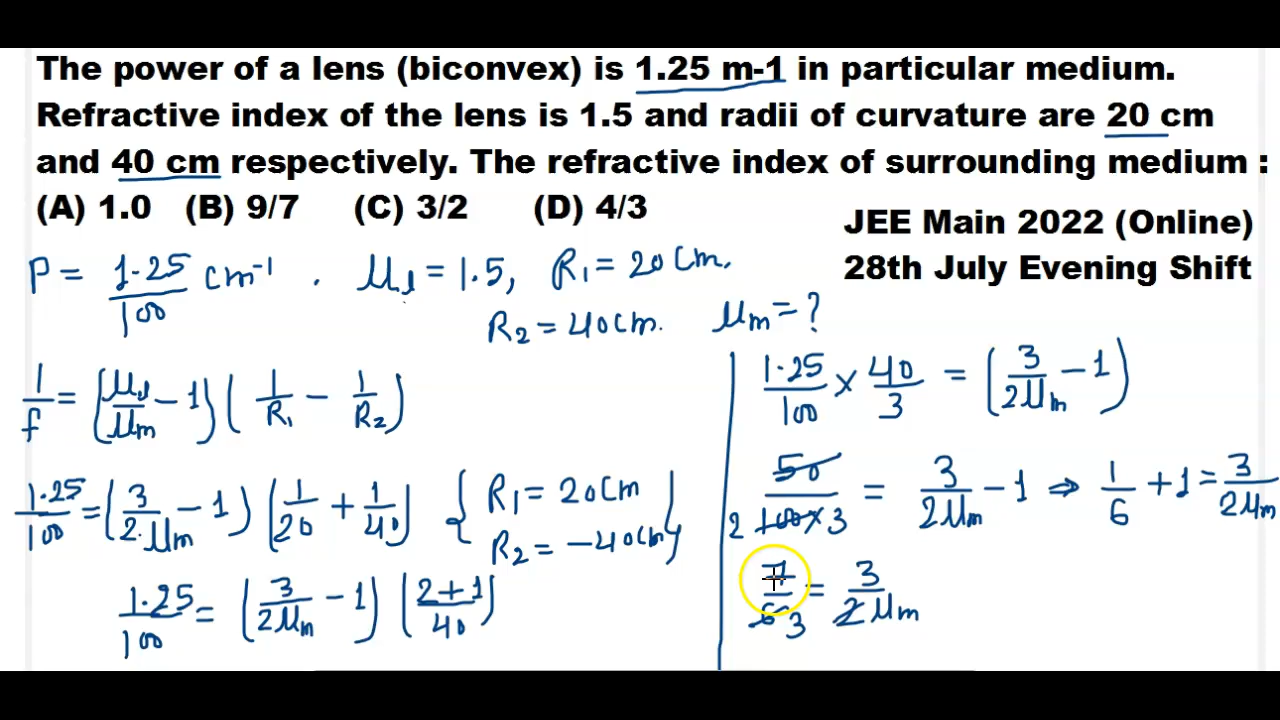 The power of a lens (biconvex) is 1.25 m-1 in particular medium.
Refractive index of the lens is 1.5 and radii of curvature are 20 cm
and 40 cm respectively. The refractive index of surrounding medium :
(A) 1.0 (B) 9/7 (C) 3/2 (D) 4/3
JEE Main 2022 (Online)
28th July Evening Shift
P = 1.25/100 cm⁻¹ . μl = 1.5, R1 = 20 cm.
R2 = 40 cm. μm = ?
1/f = (μl/μm − 1) (1/R1 − 1/R2)
1.25/100 = (3/2·μm − 1) (1/20 + 1/40) { R1 = 20 cm
R2 = −40 cm }
1.25/100 = (3/2μm − 1) (2+1/40)
1.25/100 × 40/3 = (3/2μm − 1)
50/100×3 2 = 3/2μm − 1 ⇒ 1/6 + 1 = 3/2μm
7/6 3 = 3/2μm